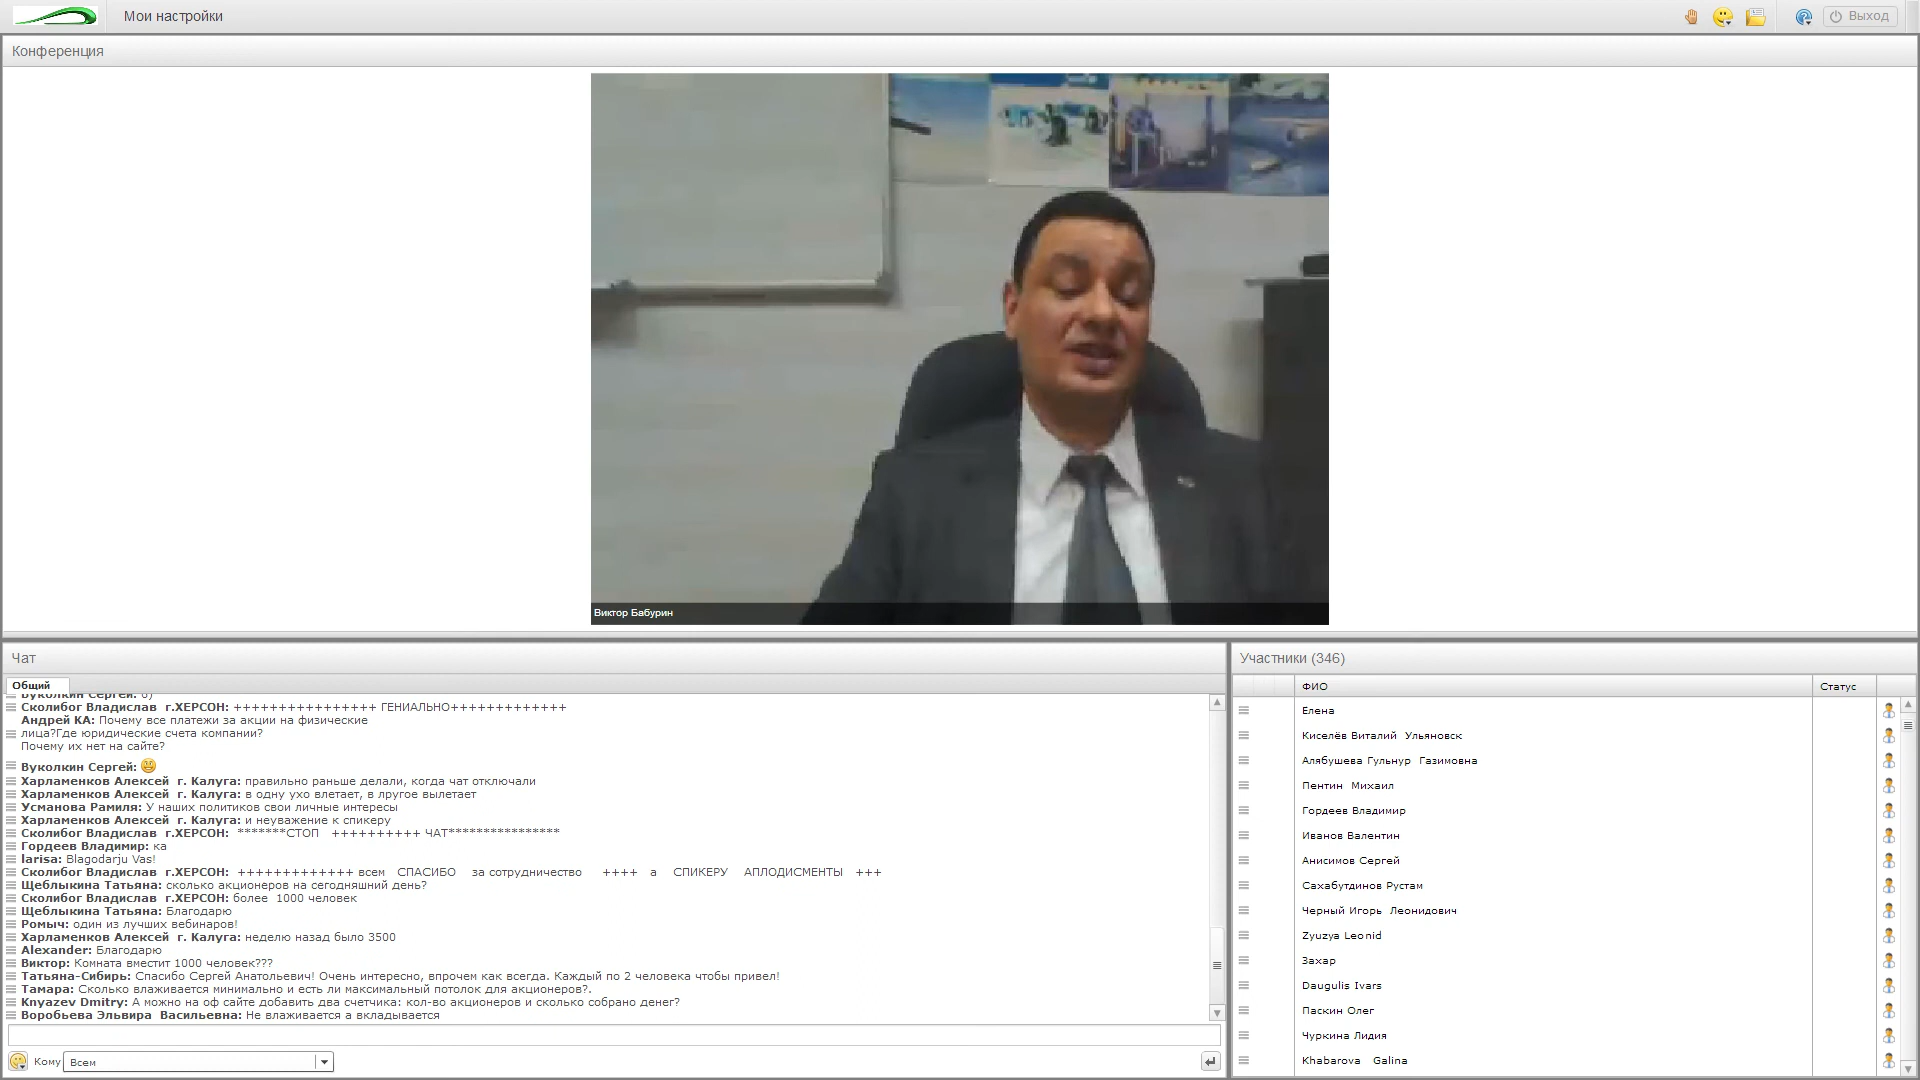 Мои настройки
Выход
Конференция
Виктор Бабурин
Чат
Общий
Вуколкин Сергей: 6)
Сколибог Владислав г.ХЕРСОН: ++++++++++++++++ ГЕНИАЛЬНО+++++++++++++
Андрей КА: Почему все платежи за акции на физические
лица?Где юридические счета компании?
Почему их нет на сайте?
Вуколкин Сергей:
Харламенков Алексей г. Калуга: правильно раньше делали, когда чат отключали
Харламенков Алексей г. Калуга: в одну ухо влетает, в лругое вылетает
Усманова Рамиля: У наших политиков свои личные интересы
Харламенков Алексей г. Калуга: и неуважение к спикеру
Сколибог Владислав г.ХЕРСОН: *******СТОП ++++++++++ ЧАТ****************
Гордеев Владимир: ка
larisa: Blagodarju Vas!
Сколибог Владислав г.ХЕРСОН: +++++++++++++ всем СПАСИБО за сотрудничество ++++ а СПИКЕРУ АПЛОДИСМЕНТЫ +++
Щеблыкина Татьяна: сколько акционеров на сегодняшний день?
Сколибог Владислав г.ХЕРСОН: более 1000 человек
Щеблыкина Татьяна: Благодарю
Ромыч: один из лучших вебинаров!
Харламенков Алексей г. Калуга: неделю назад было 3500
Alexander: Благодарю
Виктор: Комната вместит 1000 человек???
Татьяна-Сибирь: Спасибо Сергей Анатольевич! Очень интересно, впрочем как всегда. Каждый по 2 человека чтобы привел!
Тамара: Сколько влаживается минимально и есть ли максимальный потолок для акционеров?.
Knyazev Dmitry: А можно на оф сайте добавить два счетчика: кол-во акционеров и сколько собрано денег?
Воробьева Эльвира Васильевна: Не влаживается а вкладывается
Кому
Всем
Участники (346)
ФИО
Статус
Елена
Киселёв Виталий Ульяновск
Алябушева Гульнур Газимовна
Пентин Михаил
Гордеев Владимир
Иванов Валентин
Анисимов Сергей
Сахабутдинов Рустам
Черный Игорь Леонидович
Zyuzya Leonid
Захар
Daugulis Ivars
Паскин Олег
Чуркина Лидия
Khabarova Galina